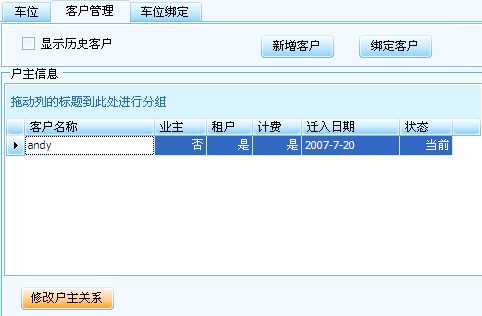 车位 客户管理 车位绑定
显示历史客户 新增客户 绑定客户
户主信息
拖动列的标题到此处进行分组
客户名称 业主 租户 计费 迁入日期 状态
andy 否 是 是 2007-7-20 当前
修改户主关系